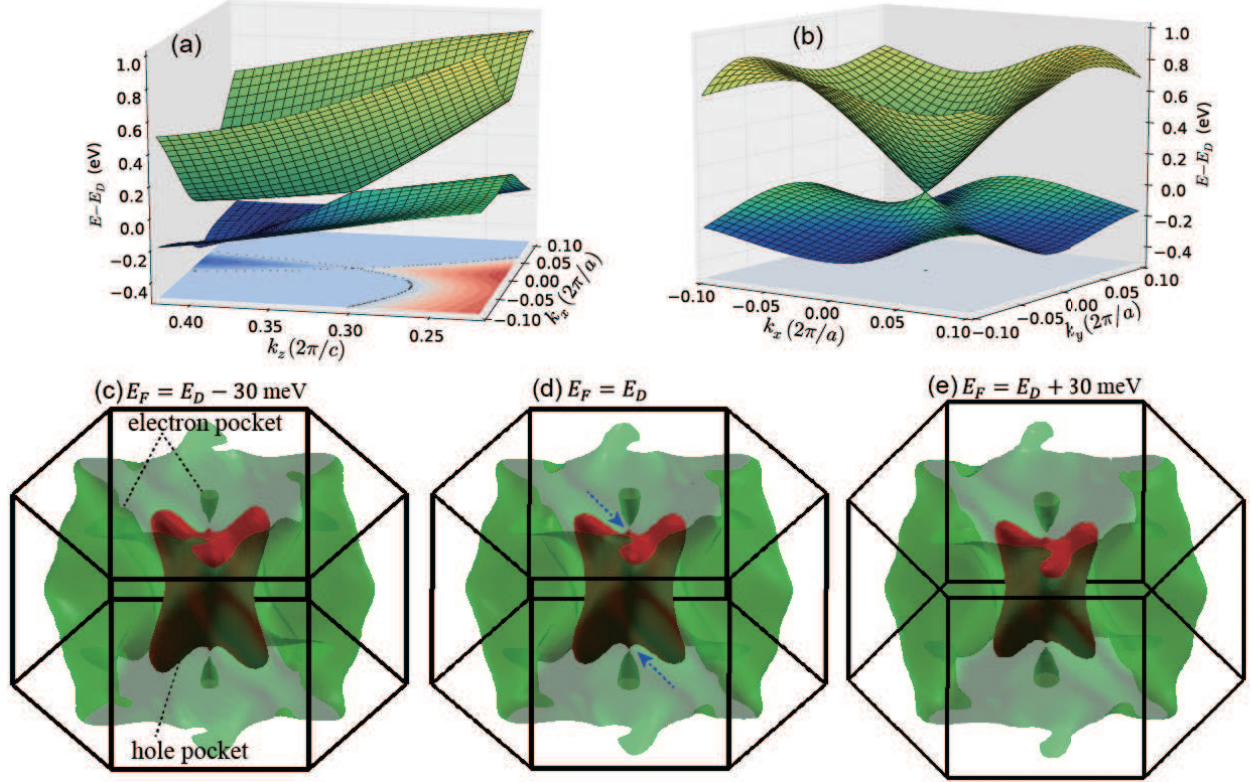 (a)
1.0
0.8
0.6
0.4
0.2
0.0
−0.2
−0.4
E−E_D (eV)
0.40
0.35
0.30
0.25
k_z(2π/c)
0.10
0.05
0.00
−0.05
−0.10
k_x(2π/a)
(b)
1.0
0.8
0.6
0.4
0.2
0.0
−0.2
−0.4
E−E_D (eV)
−0.10
−0.05
0.00
0.05
0.10
k_x(2π/a)
−0.10
−0.05
0.00
0.05
0.10
k_y(2π/a)
(c) E_F = E_D − 30 meV
electron pocket
hole pocket
(d) E_F = E_D
(e) E_F = E_D + 30 meV